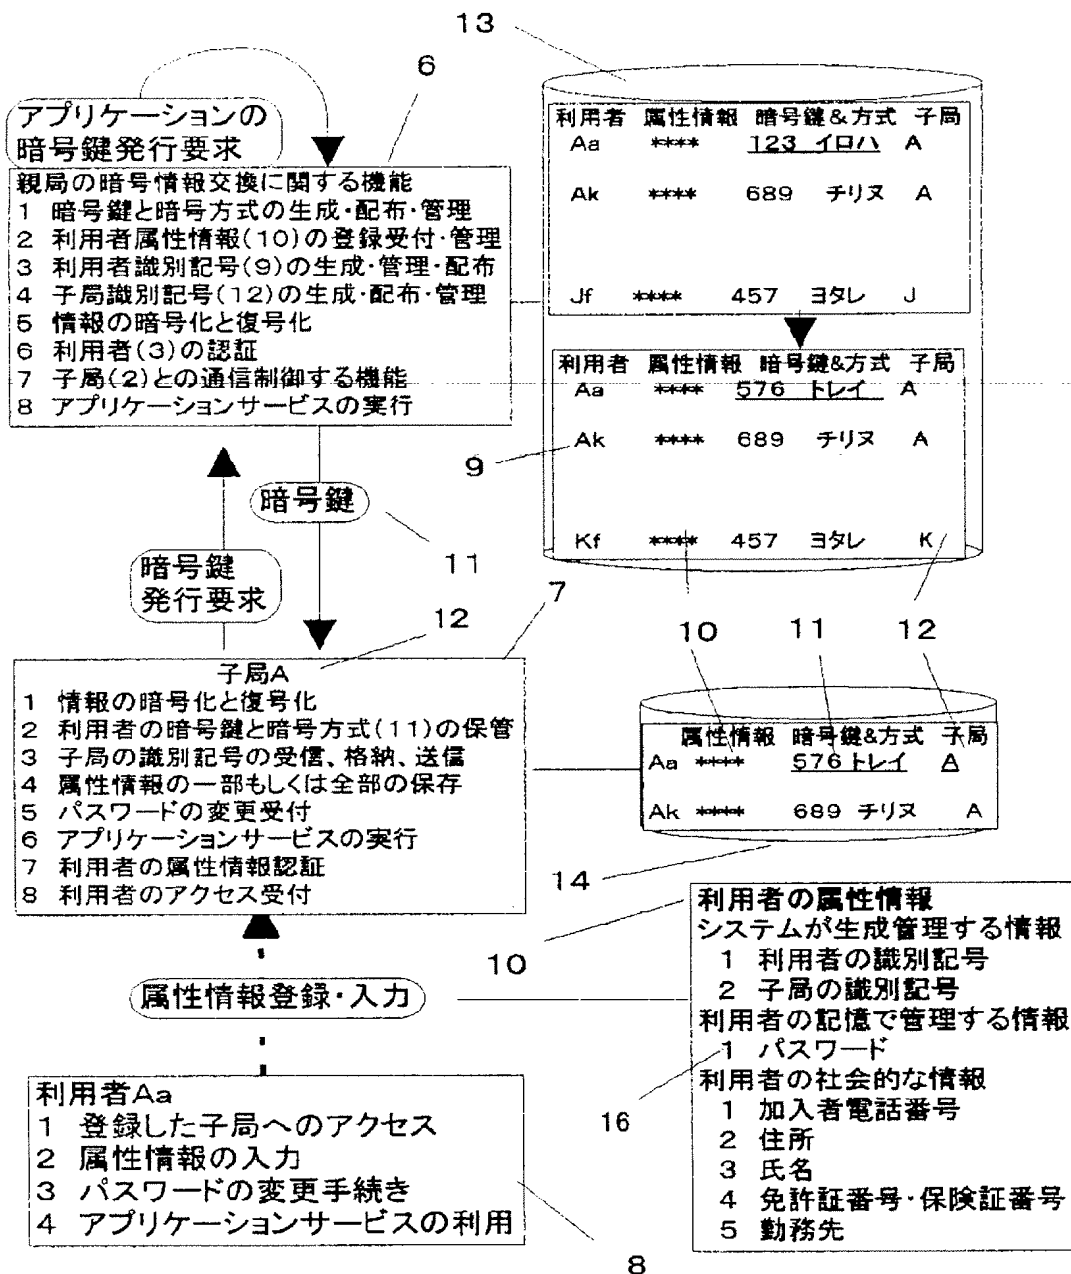 13
6
アプリケーションの
暗号鍵発行要求
親局の暗号情報交換に関する機能
1 暗号鍵と暗号方式の生成・配布・管理
2 利用者属性情報(10)の登録受付・管理
3 利用者識別記号(9)の生成・管理・配布
4 子局識別記号(12)の生成・配布・管理
5 情報の暗号化と復号化
6 利用者(3)の認証
7 子局(2)との通信制御する機能
8 アプリケーションサービスの実行
利用者 属性情報 暗号鍵&方式 子局
Aa **** 123 イロハ A
Ak **** 689 チリヌ A
Jf **** 457 ヨタレ J
利用者 属性情報 暗号鍵&方式 子局
Aa **** 576 トレイ A
Ak **** 689 チリヌ A
Kf **** 457 ヨタレ K
9
暗号鍵
11
暗号鍵
発行要求
7
12
10 11 12
子局A
1 情報の暗号化と復号化
2 利用者の暗号鍵と暗号方式(11)の保管
3 子局の識別記号の受信、格納、送信
4 属性情報の一部もしくは全部の保存
5 パスワードの変更受付
6 アプリケーションサービスの実行
7 利用者の属性情報認証
8 利用者のアクセス受付
属性情報 暗号鍵&方式 子局
Aa **** 576 トレイ A
Ak **** 689 チリヌ A
14
10
属性情報登録・入力
利用者の属性情報
システムが生成管理する情報
1 利用者の識別記号
2 子局の識別記号
利用者の記憶で管理する情報
1 パスワード
利用者の社会的な情報
1 加入者電話番号
2 住所
3 氏名
4 免許証番号・保険証番号
5 勤務先
16
利用者Aa
1 登録した子局へのアクセス
2 属性情報の入力
3 パスワードの変更手続き
4 アプリケーションサービスの利用
8